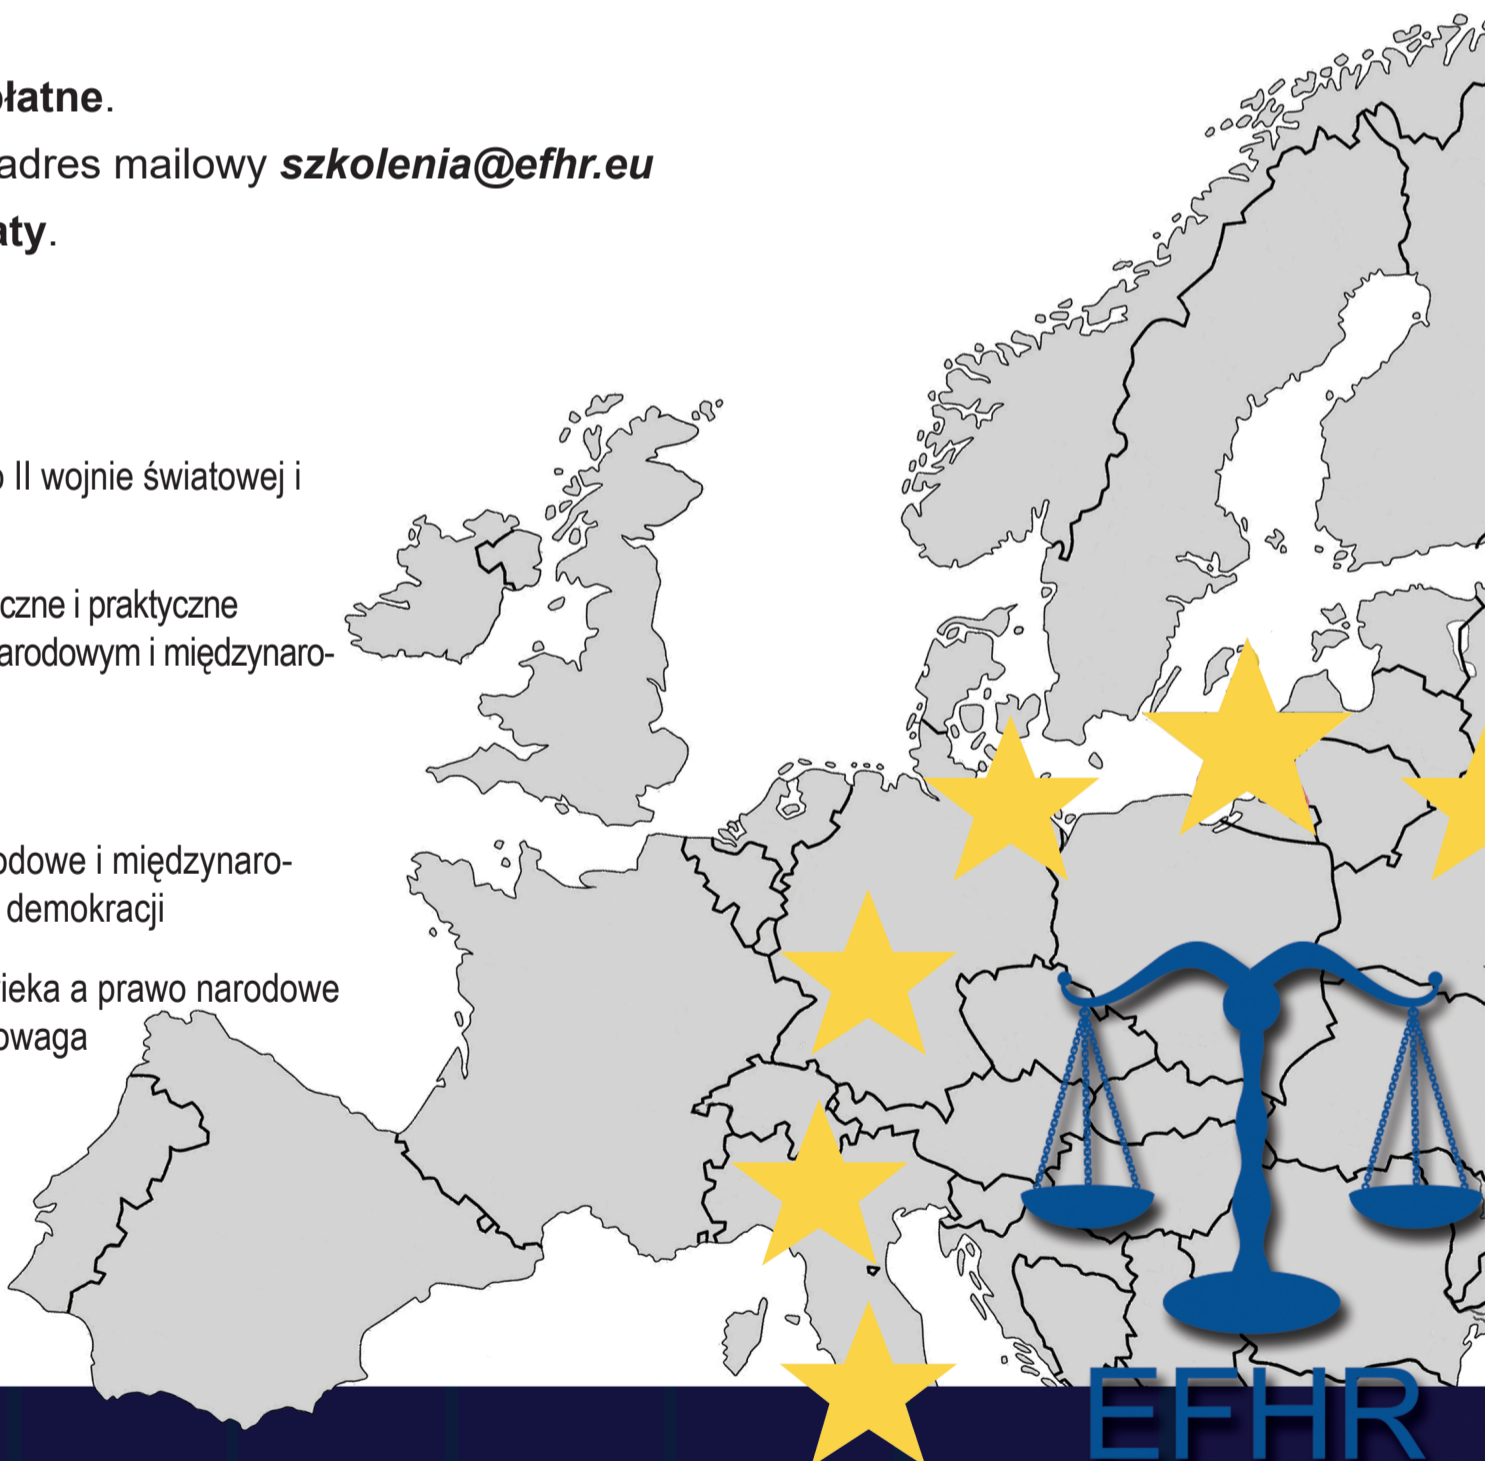 płatne.
adres mailowy szkolenia@efhr.eu
aty.
II wojnie światowej i
czne i praktyczne
arodowym i międzynaro-
odowe i międzynaro-
demokracji
ieka a prawo narodowe
owaga
EFHR